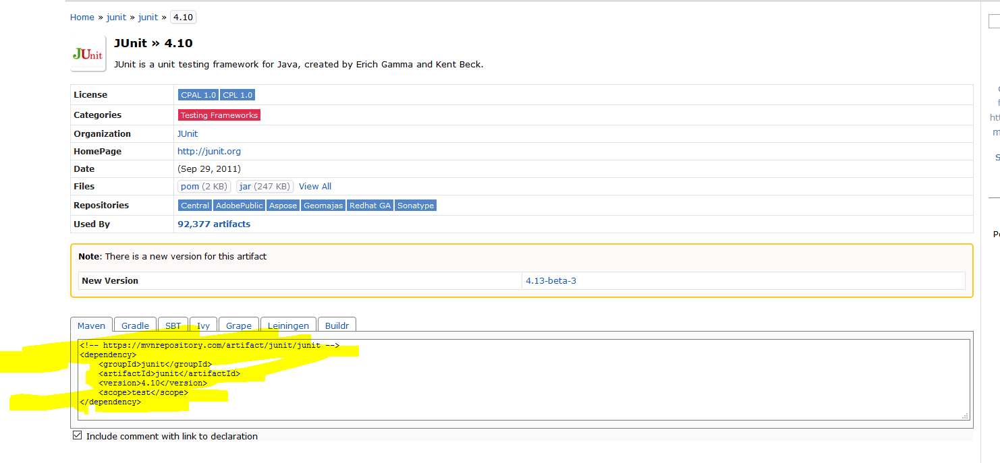 Home » junit » junit » 4.10
JUnit
JUnit » 4.10
JUnit is a unit testing framework for Java, created by Erich Gamma and Kent Beck.
License CPAL 1.0 CPL 1.0
Categories Testing Frameworks
Organization JUnit
HomePage http://junit.org
Date (Sep 29, 2011)
Files pom (2 KB) jar (247 KB) View All
Repositories Central AdobePublic Aspose Geomajas Redhat GA Sonatype
Used By 92,377 artifacts
Note: There is a new version for this artifact
New Version 4.13-beta-3
Maven Gradle SBT Ivy Grape Leiningen Buildr
<!-- https://mvnrepository.com/artifact/junit/junit -->
<dependency>
<groupId>junit</groupId>
<artifactId>junit</artifactId>
<version>4.10</version>
<scope>test</scope>
</dependency>
Include comment with link to declaration